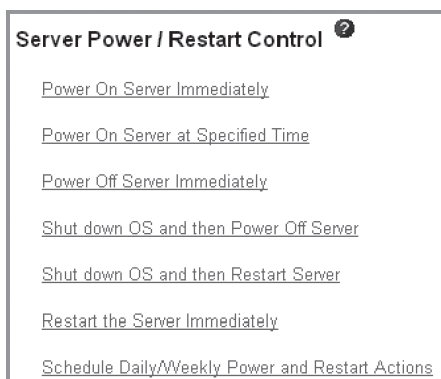 Server Power / Restart Control ?
Power On Server Immediately
Power On Server at Specified Time
Power Off Server Immediately
Shut down OS and then Power Off Server
Shut down OS and then Restart Server
Restart the Server Immediately
Schedule Daily/Weekly Power and Restart Actions